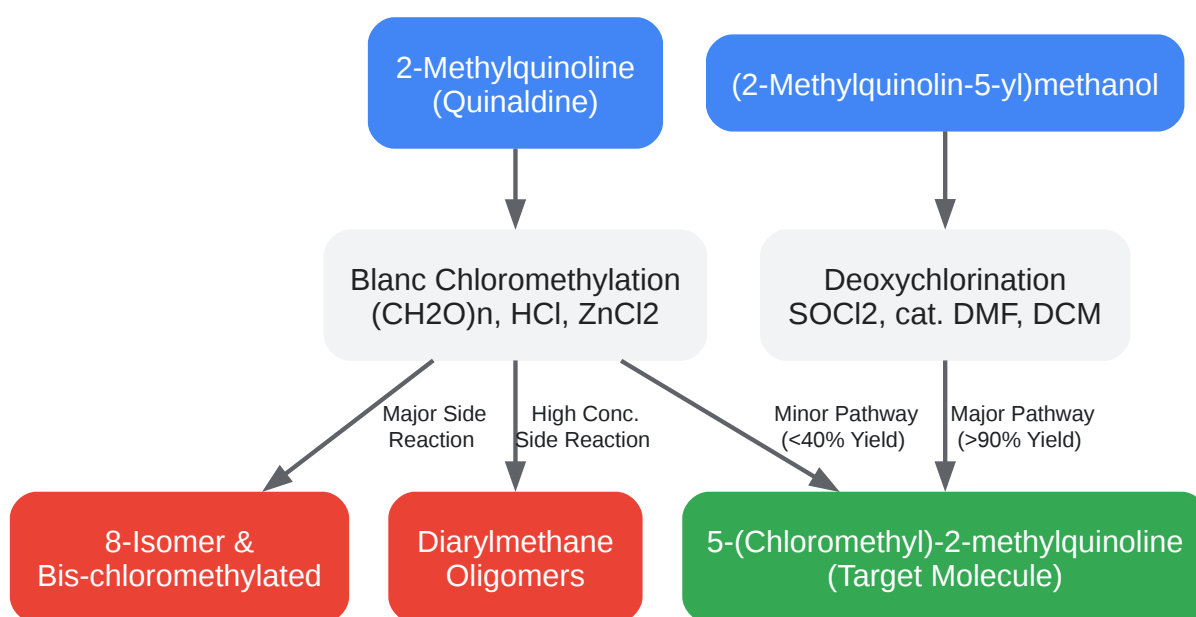 2-Methylquinoline
(Quinaldine)
(2-Methylquinolin-5-yl)methanol
Blanc Chloromethylation
(CH2O)n, HCl, ZnCl2
Deoxychlorination
SOCl2, cat. DMF, DCM
Major Side
Reaction
High Conc.
Side Reaction
Minor Pathway
(<40% Yield)
Major Pathway
(>90% Yield)
8-Isomer &
Bis-chloromethylated
Diarylmethane
Oligomers
5-(Chloromethyl)-2-methylquinoline
(Target Molecule)